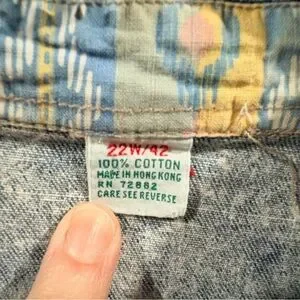 22W/42
100% COTTON
MADE IN HONG KONG
RN 72882
CARE SEE REVERSE